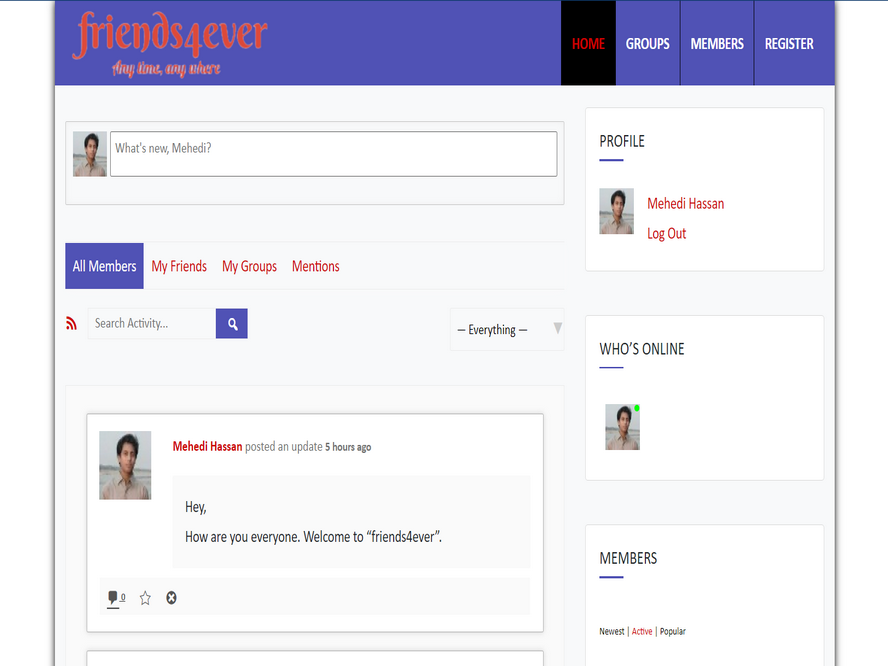 friends4ever
Any time, any where
HOME GROUPS MEMBERS REGISTER
What's new, Mehedi?
All Members My Friends My Groups Mentions
Search Activity...
— Everything —
Mehedi Hassan posted an update 5 hours ago
Hey,
How are you everyone. Welcome to “friends4ever”.
0
PROFILE
Mehedi Hassan
Log Out
WHO’S ONLINE
MEMBERS
Newest | Active | Popular